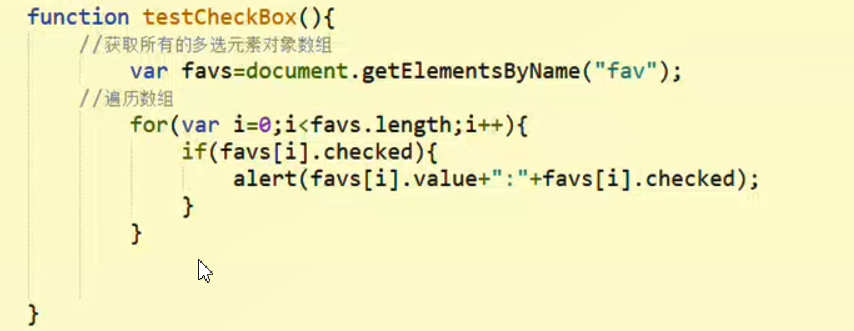 function testCheckBox(){
//获取所有的多选元素对象数组
var favs=document.getElementsByName("fav");
//遍历数组
for(var i=0;i<favs.length;i++){
if(favs[i].checked){
alert(favs[i].value+":"+favs[i].checked);
}
}
}